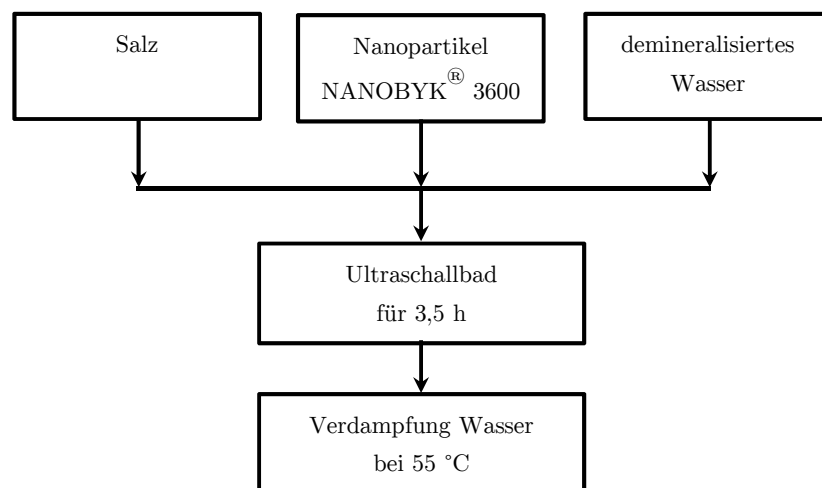 Salz
Nanopartikel
NANOBYK® 3600
demineralisiertes
Wasser
Ultraschallbad
für 3,5 h
Verdampfung Wasser
bei 55 °C